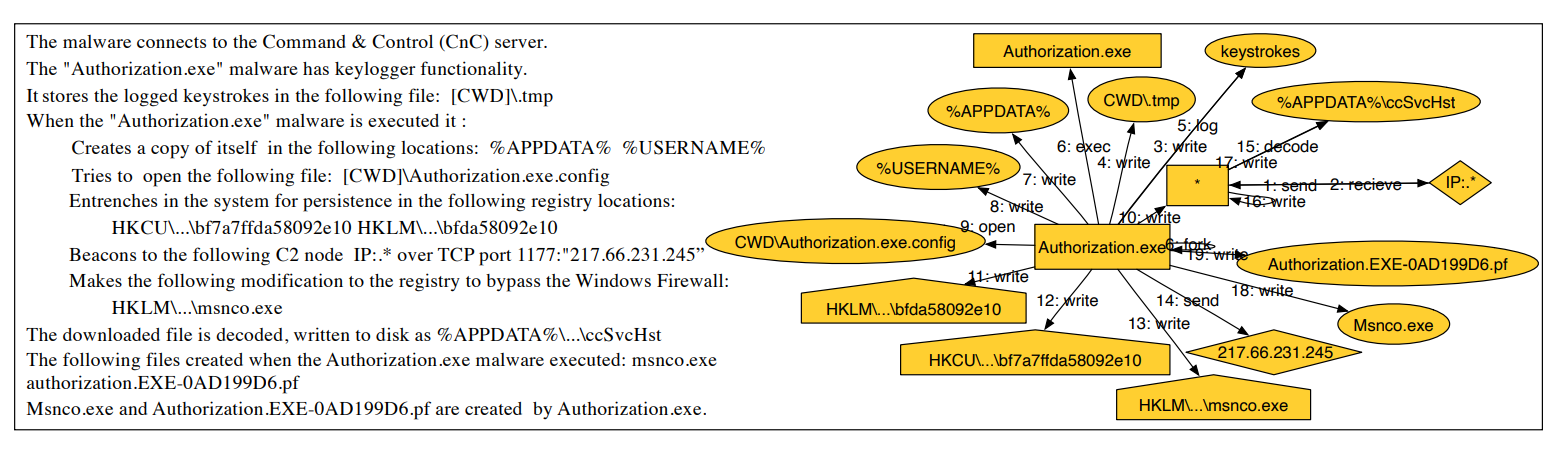 The malware connects to the Command & Control (CnC) server.
The "Authorization.exe" malware has keylogger functionality.
It stores the logged keystrokes in the following file: [CWD]\.tmp
When the "Authorization.exe" malware is executed it :
Creates a copy of itself in the following locations: %APPDATA% %USERNAME%
Tries to open the following file: [CWD]\Authorization.exe.config
Entrenches in the system for persistence in the following registry locations:
HKCU\...\bf7a7ffda58092e10 HKLM\...\bfda58092e10
Beacons to the following C2 node IP:.* over TCP port 1177:"217.66.231.245”
Makes the following modification to the registry to bypass the Windows Firewall:
HKLM\...\msnco.exe
The downloaded file is decoded, written to disk as %APPDATA%\...\ccSvcHst
The following files created when the Authorization.exe malware executed: msnco.exe
authorization.EXE-0AD199D6.pf
Msnco.exe and Authorization.EXE-0AD199D6.pf are created by Authorization.exe.
Authorization.exe
keystrokes
%APPDATA%
CWD\.tmp
%APPDATA%\ccSvcHst
5: log
6: exec
3: write
15: decode
4: write
17: write
%USERNAME%
7: write
*
1: send
2: recieve
IP:.*
16: write
8: write
10: write
9: open
CWD\Authorization.exe.config
Authorization.exe
6: fork
19: write
Authorization.EXE-0AD199D6.pf
11: write
18: write
HKLM\...\bfda58092e10
12: write
14: send
13: write
Msnco.exe
HKCU\...\bf7a7ffda58092e10
217.66.231.245
HKLM\...\msnco.exe